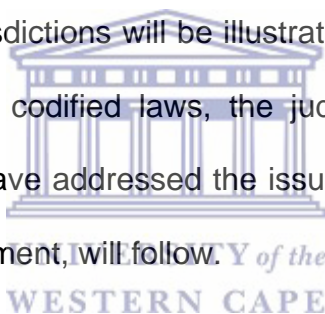 sdictions will be illustrat
codified laws, the jud
ave addressed the issu
ment, will follow.
UNIVERSITY of the
WESTERN CAPE